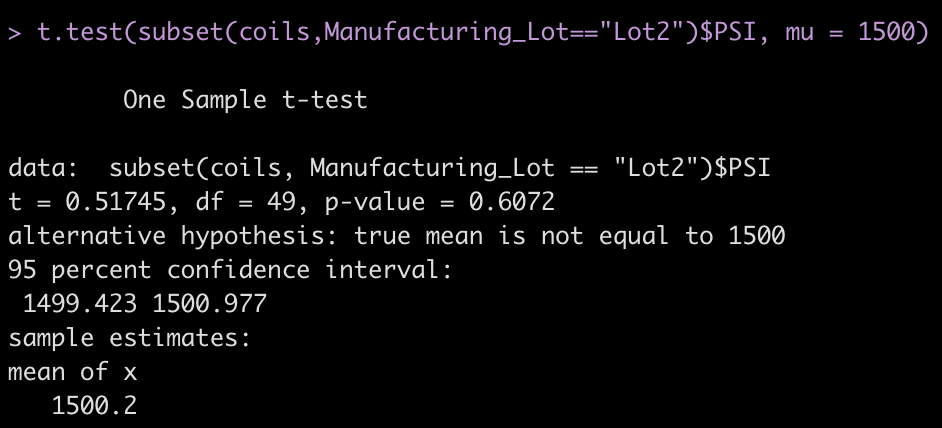 > t.test(subset(coils,Manufacturing_Lot=="Lot2")$PSI, mu = 1500)
One Sample t-test
data:  subset(coils, Manufacturing_Lot == "Lot2")$PSI
t = 0.51745, df = 49, p-value = 0.6072
alternative hypothesis: true mean is not equal to 1500
95 percent confidence interval:
1499.423 1500.977
sample estimates:
mean of x
1500.2